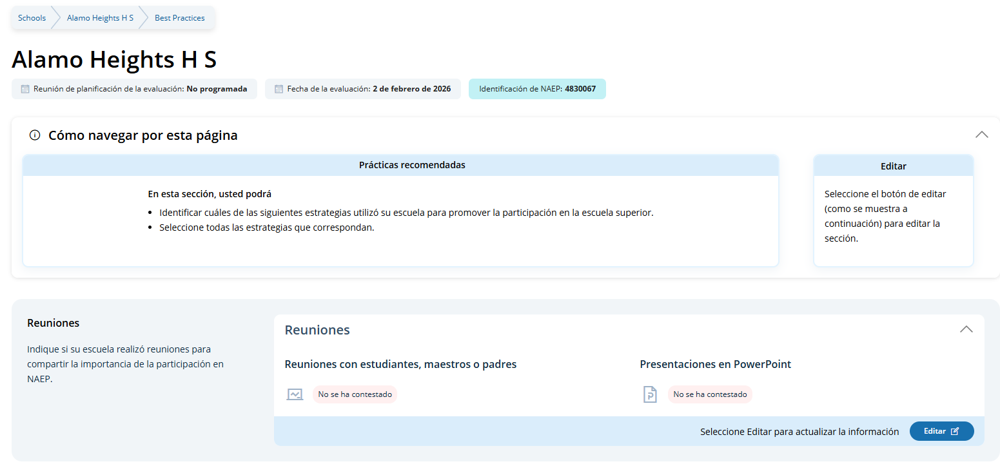 Schools
Alamo Heights H S
Best Practices
Alamo Heights H S
Reunión de planificación de la evaluación: No programada
Fecha de la evaluación: 2 de febrero de 2026
Identificación de NAEP: 4830067
Cómo navegar por esta página
Prácticas recomendadas
En esta sección, usted podrá
• Identificar cuáles de las siguientes estrategias utilizó su escuela para promover la participación en la escuela superior.
• Seleccione todas las estrategias que correspondan.
Editar
Seleccione el botón de editar
(como se muestra a
continuación) para editar la
sección.
Reuniones
Indique si su escuela realizó reuniones para
compartir la importancia de la participación en
NAEP.
Reuniones
Reuniones con estudiantes, maestros o padres
No se ha contestado
Presentaciones en PowerPoint
No se ha contestado
Seleccione Editar para actualizar la información
Editar